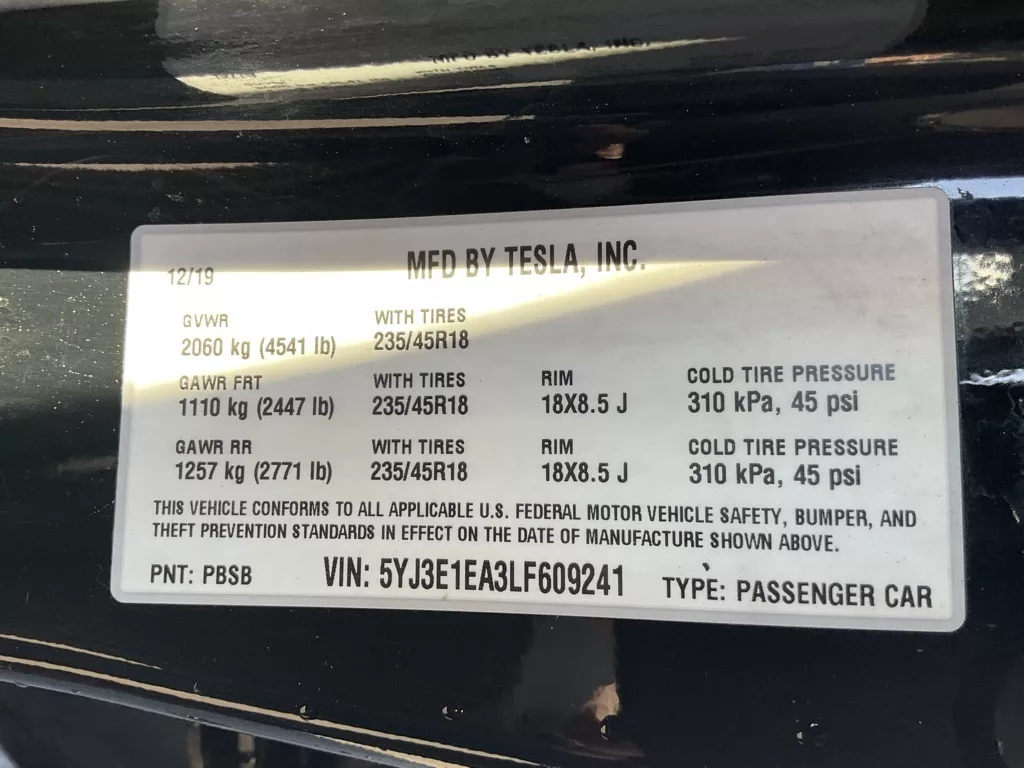 MFD BY TESLA, INC.
12/19
MFD BY TESLA, INC.
GVWR WITH TIRES
2060 kg (4541 lb) 235/45R18
GAWR FRT WITH TIRES RIM COLD TIRE PRESSURE
1110 kg (2447 lb) 235/45R18 18X8.5 J 310 kPa, 45 psi
GAWR RR WITH TIRES RIM COLD TIRE PRESSURE
1257 kg (2771 lb) 235/45R18 18X8.5 J 310 kPa, 45 psi
THIS VEHICLE CONFORMS TO ALL APPLICABLE U.S. FEDERAL MOTOR VEHICLE SAFETY, BUMPER, AND
THEFT PREVENTION STANDARDS IN EFFECT ON THE DATE OF MANUFACTURE SHOWN ABOVE.
PNT: PBSB VIN: 5YJ3E1EA3LF609241 TYPE: PASSENGER CAR